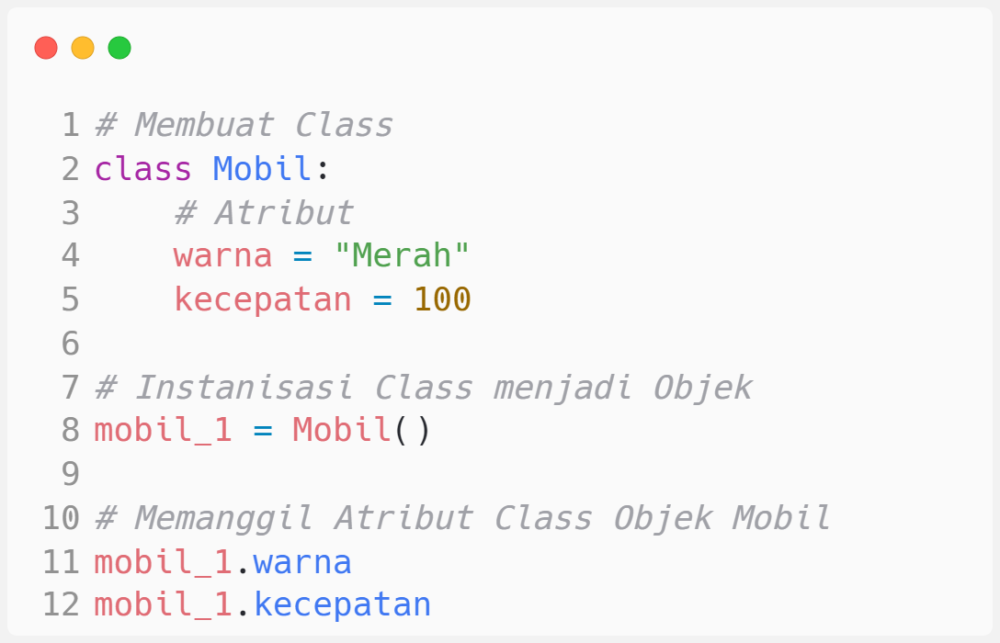 1 # Membuat Class
2 class Mobil:
3     # Atribut
4     warna = "Merah"
5     kecepatan = 100
6
7 # Instanisasi Class menjadi Objek
8 mobil_1 = Mobil()
9
10 # Memanggil Atribut Class Objek Mobil
11 mobil_1.warna
12 mobil_1.kecepatan